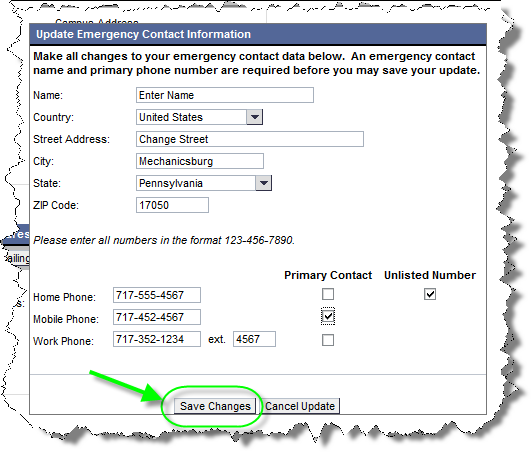 Campus Address
Update Emergency Contact Information
Make all changes to your emergency contact data below. An emergency contact
name and primary phone number are required before you may save your update.
Name: Enter Name
Country: United States
Street Address: Change Street
City: Mechanicsburg
State: Pennsylvania
ZIP Code: 17050
Please enter all numbers in the format 123-456-7890.
Primary Contact Unlisted Number
Home Phone: 717-555-4567
Mobile Phone: 717-452-4567
Work Phone: 717-352-1234 ext. 4567
Save Changes Cancel Update